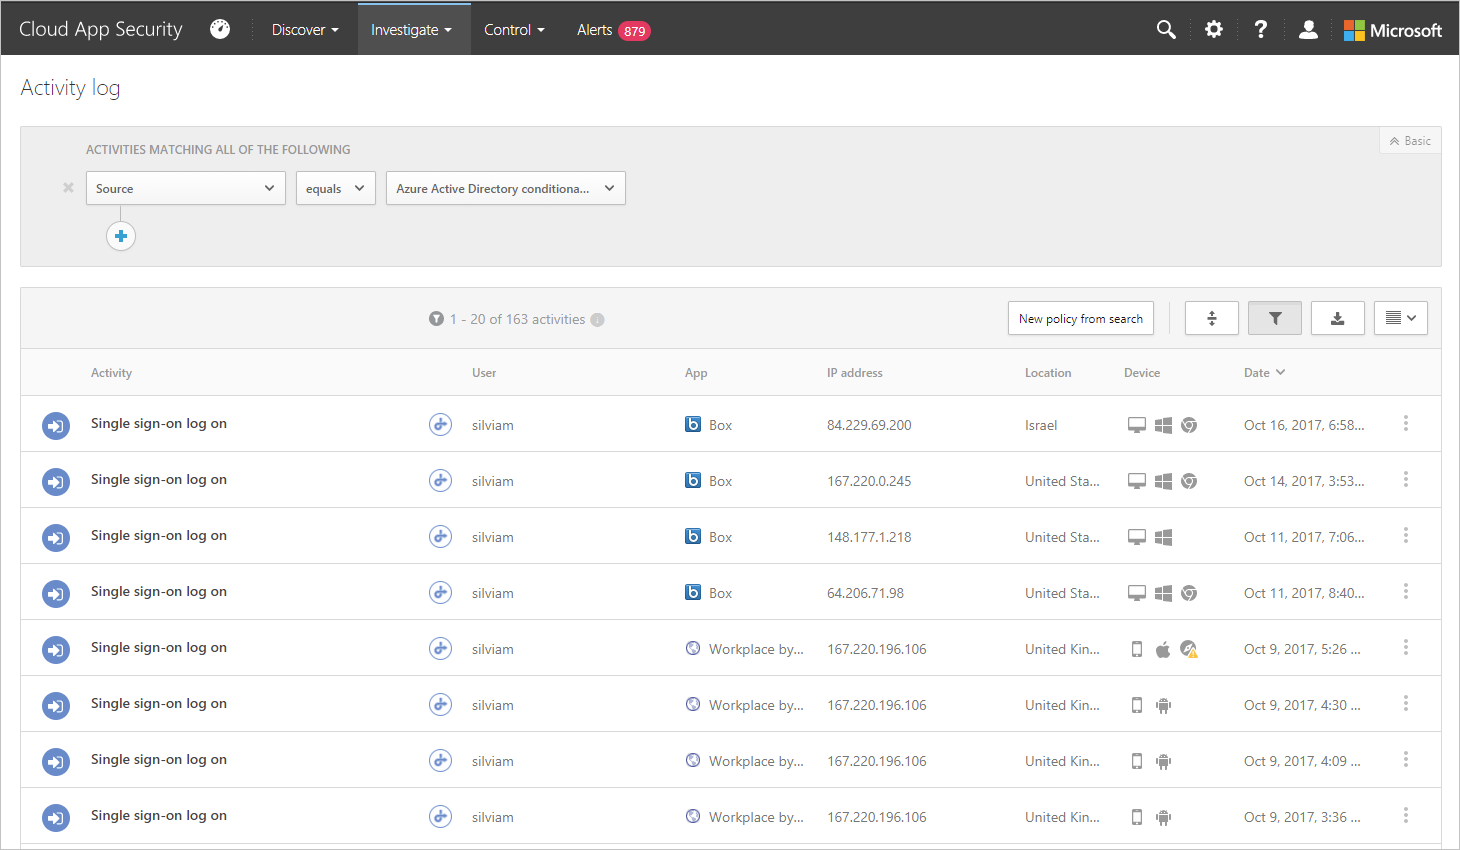 Cloud App Security Discover Investigate Control Alerts 879 Microsoft
Activity log
Basic
ACTIVITIES MATCHING ALL OF THE FOLLOWING
Source equals Azure Active Directory conditiona...
1 - 20 of 163 activities New policy from search
Activity User App IP address Location Device Date
Single sign-on log on silviam Box 84.229.69.200 Israel Oct 16, 2017, 6:58...
Single sign-on log on silviam Box 167.220.0.245 United Sta... Oct 14, 2017, 3:53...
Single sign-on log on silviam Box 148.177.1.218 United Sta... Oct 11, 2017, 7:06...
Single sign-on log on silviam Box 64.206.71.98 United Sta... Oct 11, 2017, 8:40...
Single sign-on log on silviam Workplace by... 167.220.196.106 United Kin... Oct 9, 2017, 5:26 ...
Single sign-on log on silviam Workplace by... 167.220.196.106 United Kin... Oct 9, 2017, 4:30 ...
Single sign-on log on silviam Workplace by... 167.220.196.106 United Kin... Oct 9, 2017, 4:09 ...
Single sign-on log on silviam Workplace by... 167.220.196.106 United Kin... Oct 9, 2017, 3:36 ...